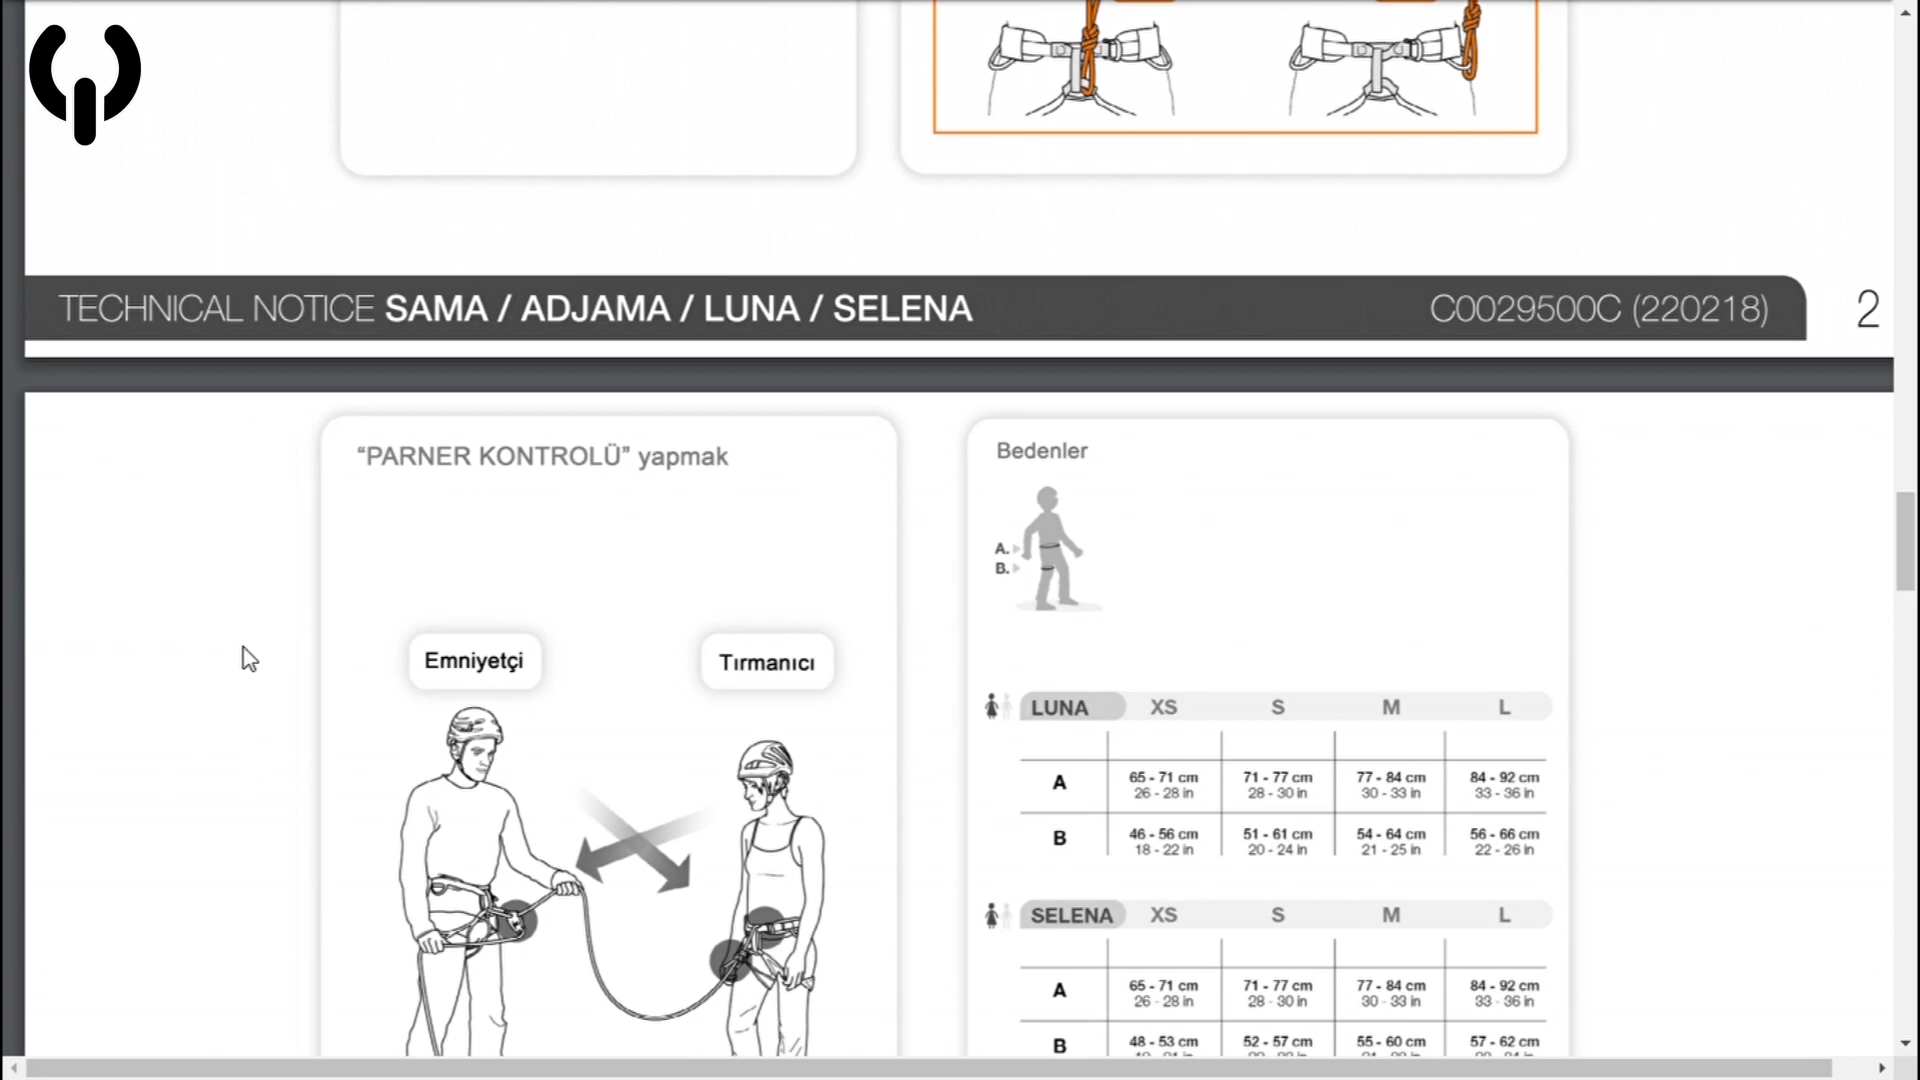 TECHNICAL NOTICE SAMA / ADJAMA / LUNA / SELENA
C0029500C (220218)
2
“PARNER KONTROLÜ” yapmak
Emniyetçi
Tırmanıcı
Bedenler
A.
B.
LUNA XS S M L
A
65 - 71 cm 71 - 77 cm 77 - 84 cm 84 - 92 cm
26 - 28 in 28 - 30 in 30 - 33 in 33 - 36 in
B
46 - 56 cm 51 - 61 cm 54 - 64 cm 56 - 66 cm
18 - 22 in 20 - 24 in 21 - 25 in 22 - 26 in
SELENA XS S M L
A
65 - 71 cm 71 - 77 cm 77 - 84 cm 84 - 92 cm
26 - 28 in 28 - 30 in 30 - 33 in 33 - 36 in
B
48 - 53 cm 52 - 57 cm 55 - 60 cm 57 - 62 cm